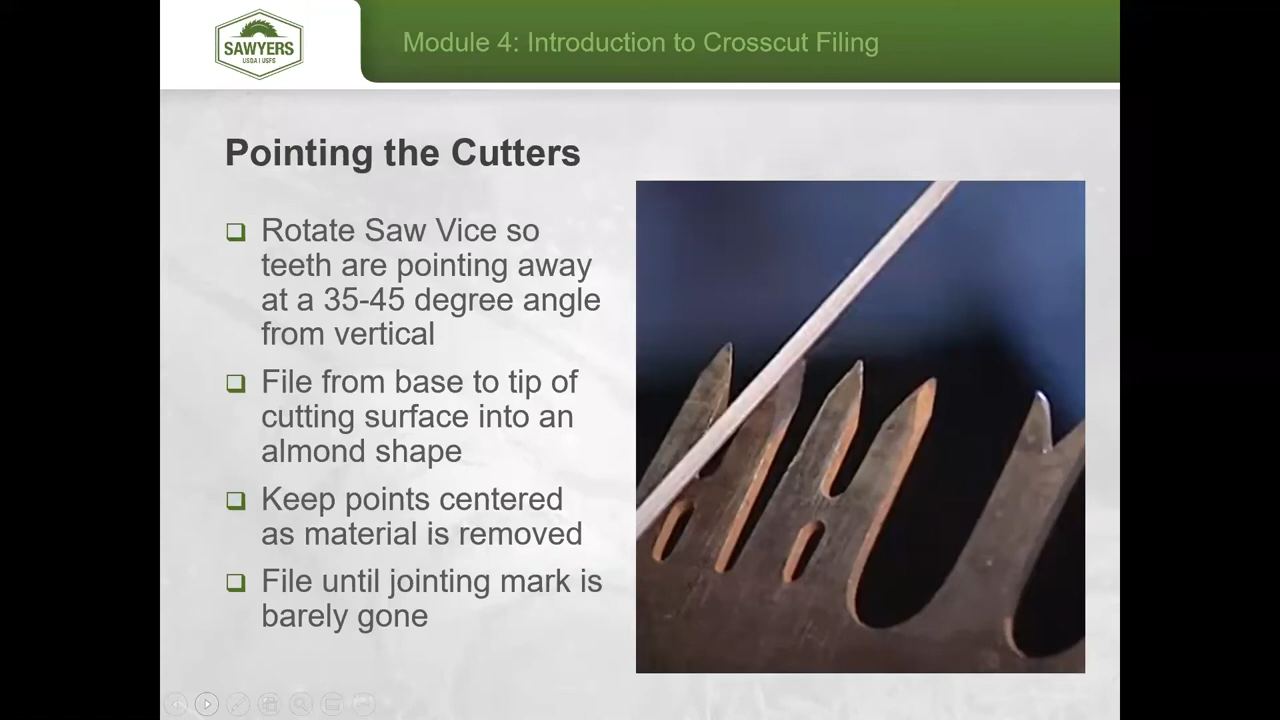 SAWYERS
USDA | USFS
Module 4: Introduction to Crosscut Filing
Pointing the Cutters
Rotate Saw Vice so
teeth are pointing away
at a 35-45 degree angle
from vertical
File from base to tip of
cutting surface into an
almond shape
Keep points centered
as material is removed
File until jointing mark is
barely gone